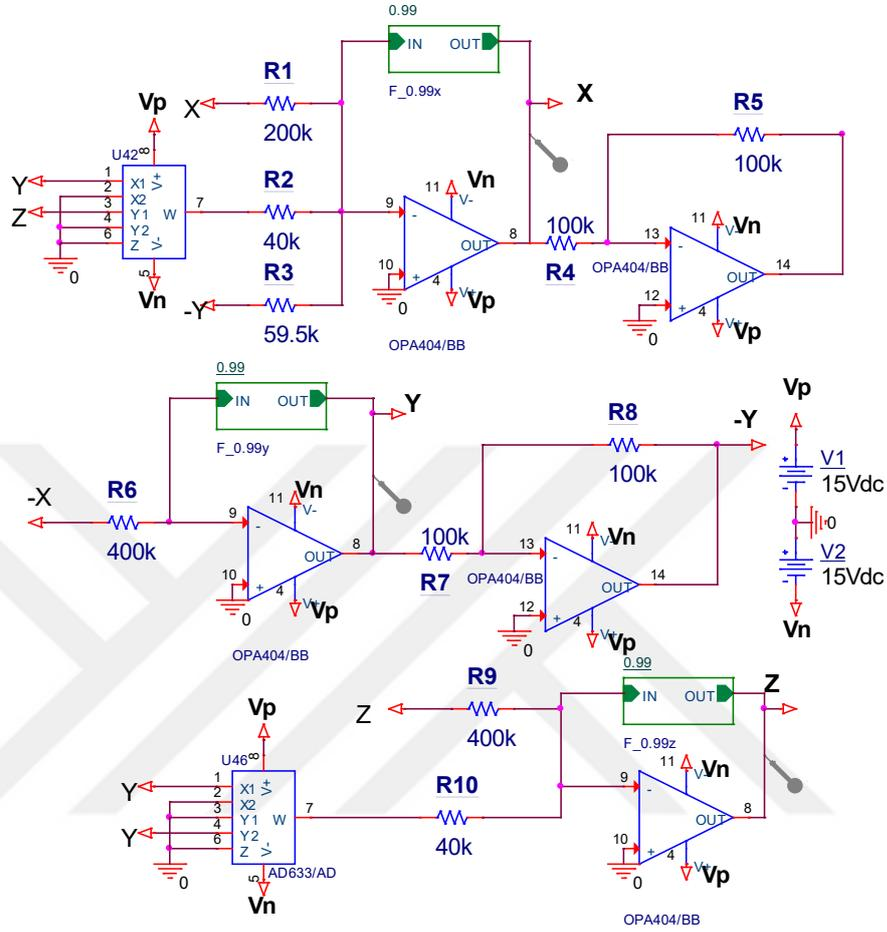 0.99
IN OUT
F_0.99x
X
R1
200k
X
R5
100k
Vp
U42
8
Y
1
2
3
4
6
X1
X2
Y1
Y2
Z
V+
V-
W
7
Z
0
5
Vn
R2
40k
-Y
R3
59.5k
11
Vn
V-
9
-
OUT
8
10
+
4
V+
Vp
0
OPA404/BB
100k
R4
OPA404/BB
11
Vn
V-
13
-
OUT
14
12
+
4
V+
Vp
0
0.99
IN OUT
F_0.99y
Y
-X
R6
400k
11
Vn
V-
9
-
OUT
8
10
+
4
V+
Vp
0
OPA404/BB
100k
R7
OPA404/BB
R8
100k
-Y
11
Vn
V-
13
-
OUT
14
12
+
4
V+
Vp
0
Vp
+
-
V1
15Vdc
0
+
-
V2
15Vdc
Vn
0.99
IN OUT
F_0.99z
Z
R9
400k
Z
Vp
U46
8
Y
Y
1
2
3
4
6
X1
X2
Y1
Y2
Z
V+
V-
W
7
0
5
AD633/AD
Vn
R10
40k
11
Vn
V-
9
-
OUT
8
10
+
4
V+
Vp
0
OPA404/BB